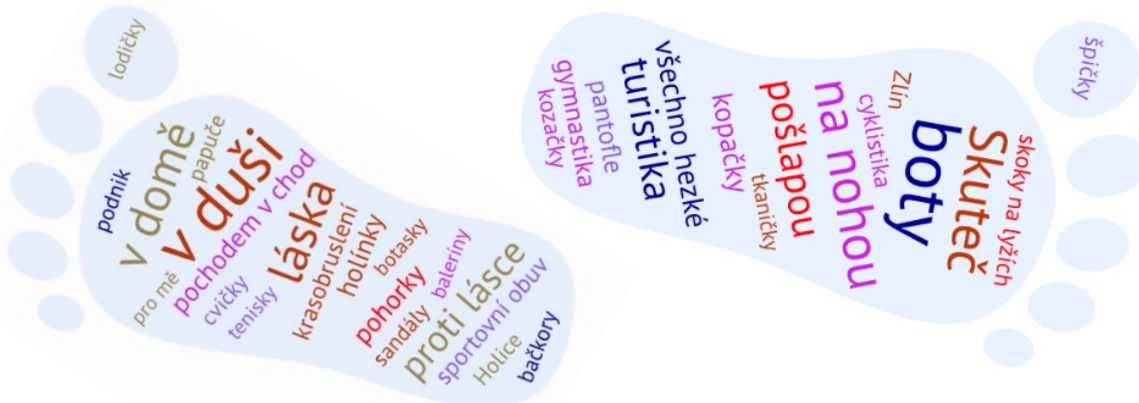 lodičky
podnik
v domě
papuče
v duši
pro mě
pochodem v chod
cvičky
tenisky
láska
krasobruslení
holínky
botasky
pohorky
baleríny
sandály
proti lásce
sportovní obuv
Holice
bačkory
kozačky
gymnastika
pantofle
turistika
všechno hezké
kopačky
tkaničky
pošlapou
na nohou
cyklistika
Zlín
boty
Skuteč
skoky na lyžích
špičky